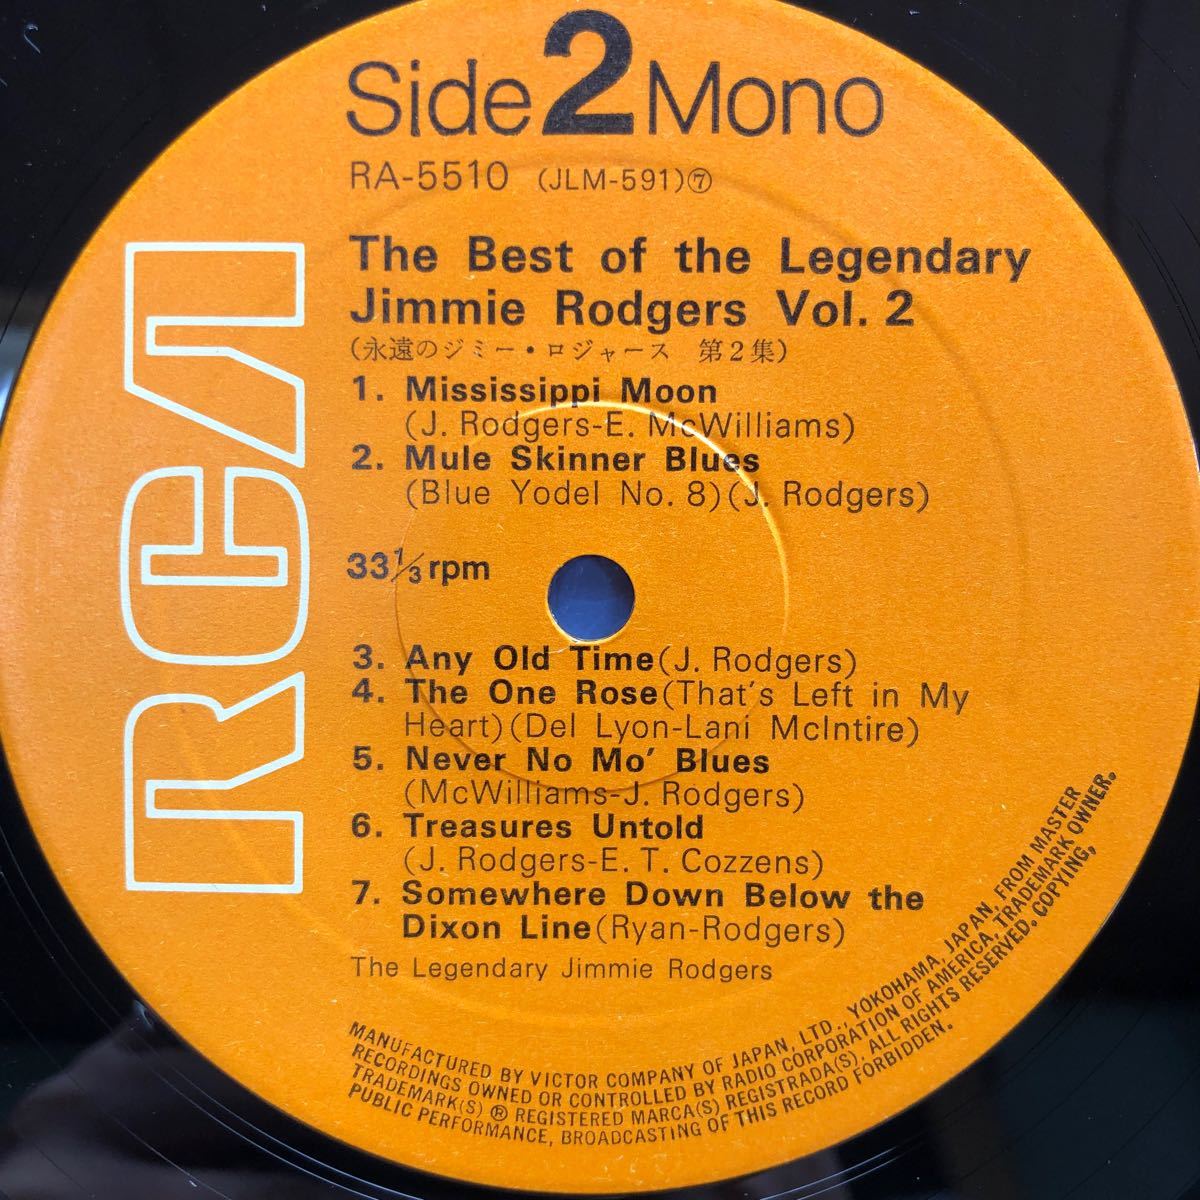 Side 2 Mono
RA-5510 (JLM-591)⑦
The Best of the Legendary
Jimmie Rodgers Vol. 2
(永遠のジミー・ロジャース 第2集)
1. Mississippi Moon
(J. Rodgers-E. McWilliams)
2. Mule Skinner Blues
(Blue Yodel No. 8)(J. Rodgers)
33⅓ rpm
3. Any Old Time(J. Rodgers)
4. The One Rose(That's Left in My
Heart)(Del Lyon-Lani McIntire)
5. Never No Mo' Blues
(McWilliams-J. Rodgers)
6. Treasures Untold
(J. Rodgers-E. T. Cozzens)
7. Somewhere Down Below the
Dixon Line(Ryan-Rodgers)
The Legendary Jimmie Rodgers
RCA
MANUFACTURED BY VICTOR COMPANY OF JAPAN, LTD., YOKOHAMA, JAPAN, FROM MASTER
RECORDINGS OWNED OR CONTROLLED BY RADIO CORPORATION OF AMERICA, TRADEMARK OWNER.
TRADEMARK(S) ® REGISTERED MARCA(S) REGISTRADA(S). ALL RIGHTS RESERVED. COPYING,
PUBLIC PERFORMANCE, BROADCASTING OF THIS RECORD FORBIDDEN.